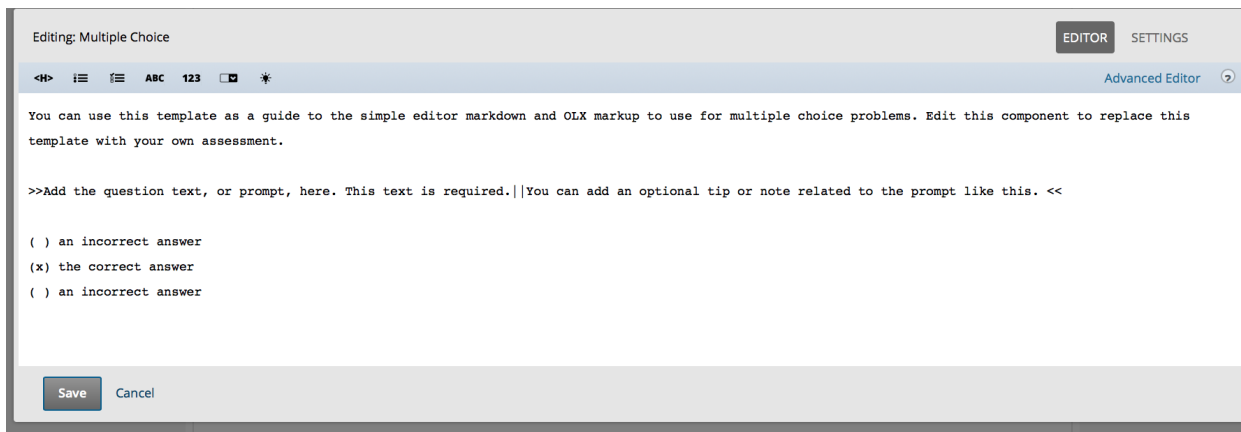 Editing: Multiple Choice
EDITOR
SETTINGS
<H>
ABC
123
Advanced Editor
?
You can use this template as a guide to the simple editor markdown and OLX markup to use for multiple choice problems. Edit this component to replace this
template with your own assessment.
>>Add the question text, or prompt, here. This text is required.||You can add an optional tip or note related to the prompt like this. <<
( ) an incorrect answer
(x) the correct answer
( ) an incorrect answer
Save
Cancel